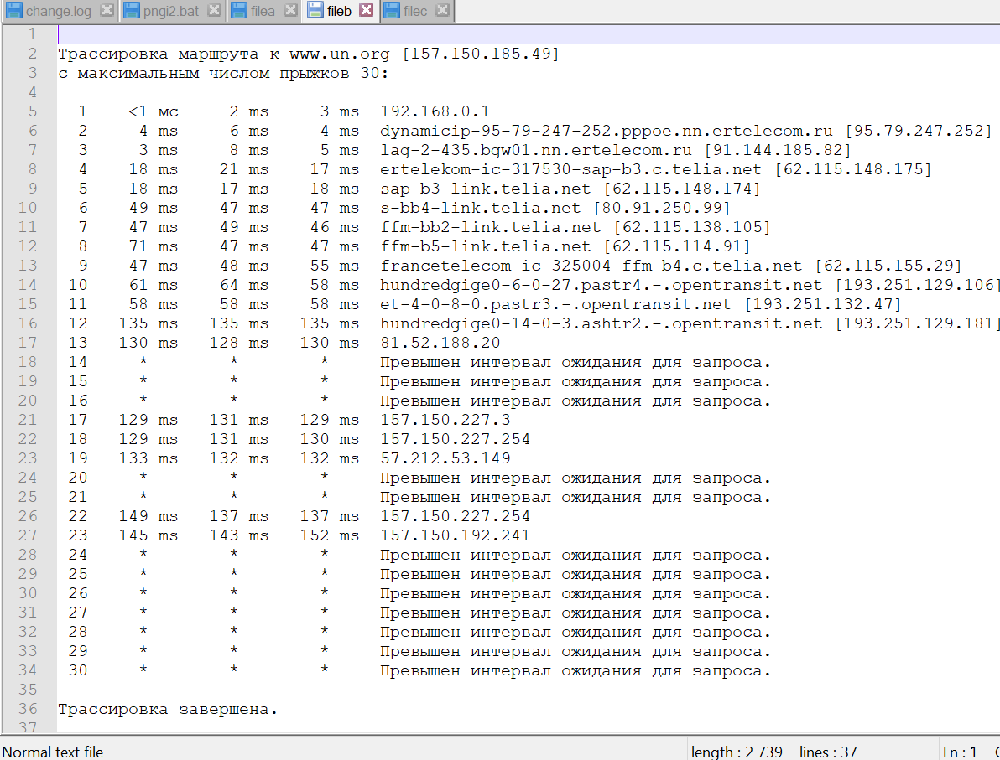 change.log pngi2.bat filea fileb filec
1
2 Трассировка маршрута к www.un.org [157.150.185.49]
3 с максимальным числом прыжков 30:
4
5 1 <1 мс 2 ms 3 ms 192.168.0.1
6 2 4 ms 6 ms 4 ms dynamicip-95-79-247-252.pppoe.nn.ertelecom.ru [95.79.247.252]
7 3 3 ms 8 ms 5 ms lag-2-435.bgw01.nn.ertelecom.ru [91.144.185.82]
8 4 18 ms 21 ms 17 ms ertelekom-ic-317530-sap-b3.c.telia.net [62.115.148.175]
9 5 18 ms 17 ms 18 ms sap-b3-link.telia.net [62.115.148.174]
10 6 49 ms 47 ms 47 ms s-bb4-link.telia.net [80.91.250.99]
11 7 47 ms 49 ms 46 ms ffm-bb2-link.telia.net [62.115.138.105]
12 8 71 ms 47 ms 47 ms ffm-b5-link.telia.net [62.115.114.91]
13 9 47 ms 48 ms 55 ms francetelecom-ic-325004-ffm-b4.c.telia.net [62.115.155.29]
14 10 61 ms 64 ms 58 ms hundredgige0-6-0-27.pastr4.-.opentransit.net [193.251.129.106]
15 11 58 ms 58 ms 58 ms et-4-0-8-0.pastr3.-.opentransit.net [193.251.132.47]
16 12 135 ms 135 ms 135 ms hundredgige0-14-0-3.ashtr2.-.opentransit.net [193.251.129.181]
17 13 130 ms 128 ms 130 ms 81.52.188.20
18 14 * * * Превышен интервал ожидания для запроса.
19 15 * * * Превышен интервал ожидания для запроса.
20 16 * * * Превышен интервал ожидания для запроса.
21 17 129 ms 131 ms 129 ms 157.150.227.3
22 18 129 ms 131 ms 130 ms 157.150.227.254
23 19 133 ms 132 ms 132 ms 57.212.53.149
24 20 * * * Превышен интервал ожидания для запроса.
25 21 * * * Превышен интервал ожидания для запроса.
26 22 149 ms 137 ms 137 ms 157.150.227.254
27 23 145 ms 143 ms 152 ms 157.150.192.241
28 24 * * * Превышен интервал ожидания для запроса.
29 25 * * * Превышен интервал ожидания для запроса.
30 26 * * * Превышен интервал ожидания для запроса.
31 27 * * * Превышен интервал ожидания для запроса.
32 28 * * * Превышен интервал ожидания для запроса.
33 29 * * * Превышен интервал ожидания для запроса.
34 30 * * * Превышен интервал ожидания для запроса.
35
36 Трассировка завершена.
37
Normal text file length : 2 739 lines : 37 Ln : 1